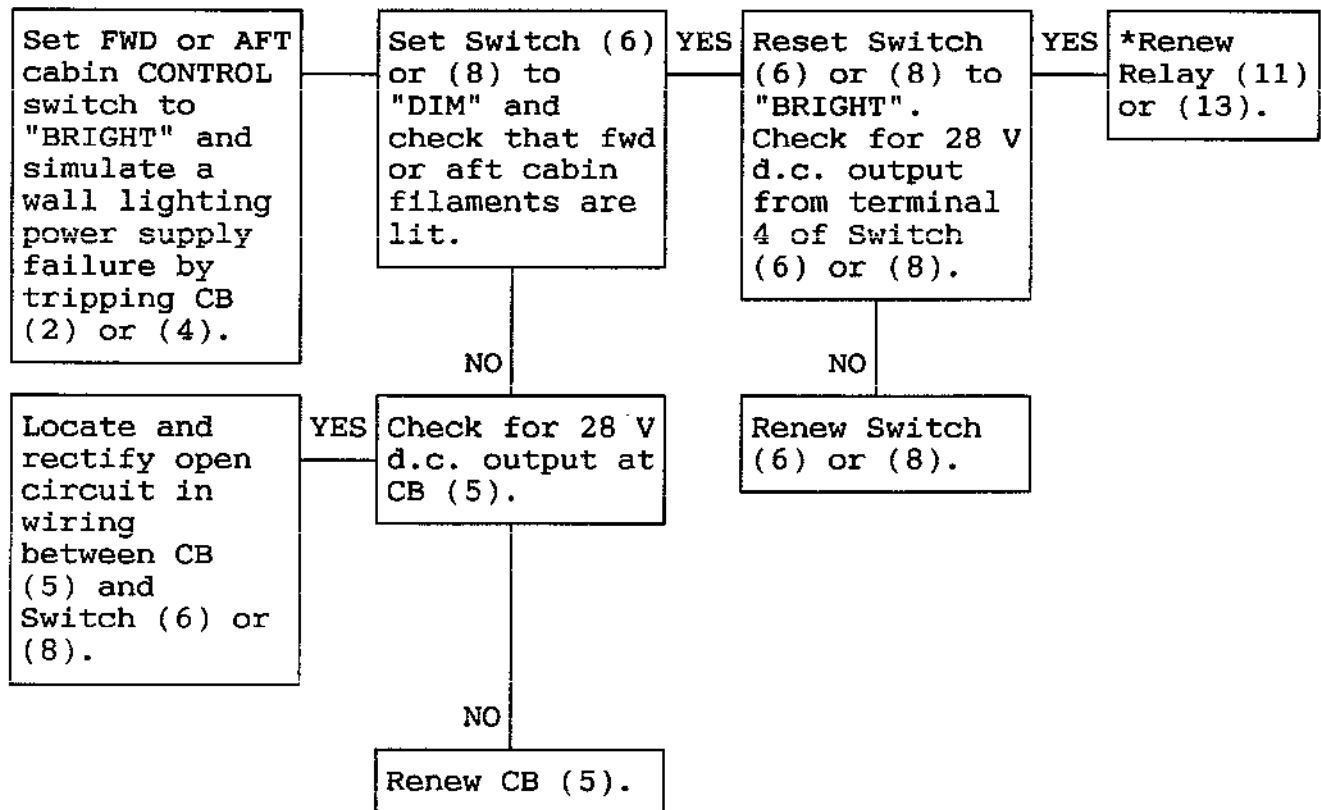 Set FWD or AFT
cabin CONTROL
switch to
"BRIGHT" and
simulate a
wall lighting
power supply
failure by
tripping CB
(2) or (4).
Set Switch (6)
or (8) to
"DIM" and
check that fwd
or aft cabin
filaments are
lit.
YES
Reset Switch
(6) or (8) to
"BRIGHT".
Check for 28 V
d.c. output
from terminal
4 of Switch
(6) or (8).
YES
*Renew
Relay (11)
or (13).
NO
NO
Locate and
rectify open
circuit in
wiring
between CB
(5) and
Switch (6) or
(8).
YES
Check for 28 V
d.c. output at
CB (5).
Renew Switch
(6) or (8).
NO
Renew CB (5).